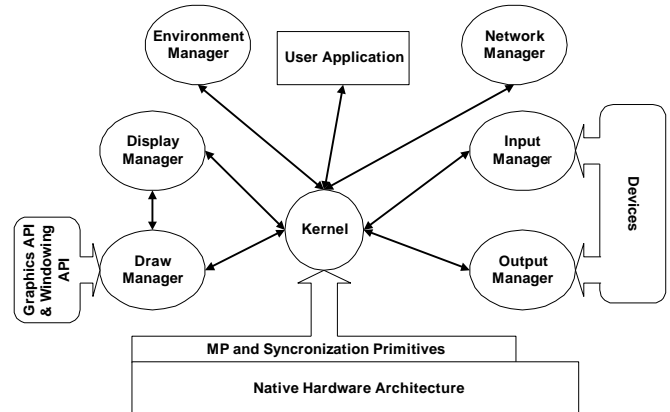 Environment
Manager
User Application
Network
Manager
Display
Manager
Input
Manager
Kernel
Devices
Graphics API
& Windowing
API
Draw
Manager
Output
Manager
MP and Syncronization Primitives
Native Hardware Architecture